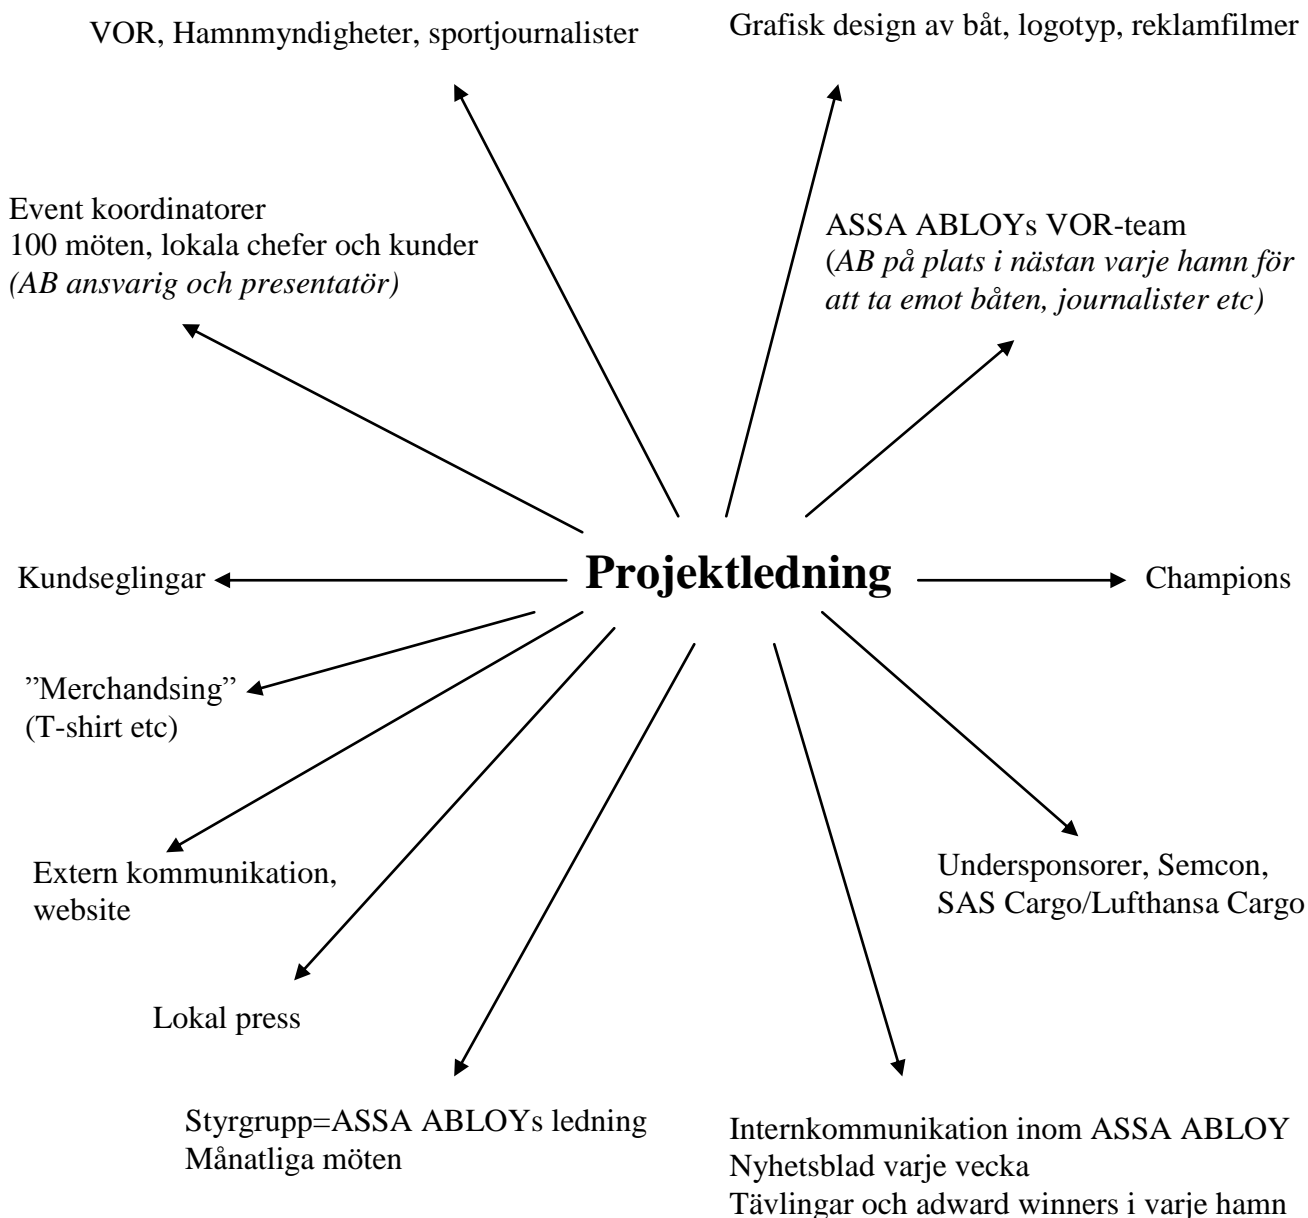 VOR, Hamnmyndigheter, sportjournalister
Grafisk design av båt, logotyp, reklamfilmer
Event koordinatorer
100 möten, lokala chefer och kunder
(AB ansvarig och presentatör)
ASSA ABLOYs VOR-team
(AB på plats i nästan varje hamn för
att ta emot båten, journalister etc)
Kundseglingar
Projektledning
Champions
”Merchandsing”
(T-shirt etc)
Extern kommunikation,
website
Undersponsorer, Semcon,
SAS Cargo/Lufthansa Cargo
Lokal press
Styrgrupp=ASSA ABLOYs ledning
Månatliga möten
Internkommunikation inom ASSA ABLOY
Nyhetsblad varje vecka
Tävlingar och adward winners i varje hamn